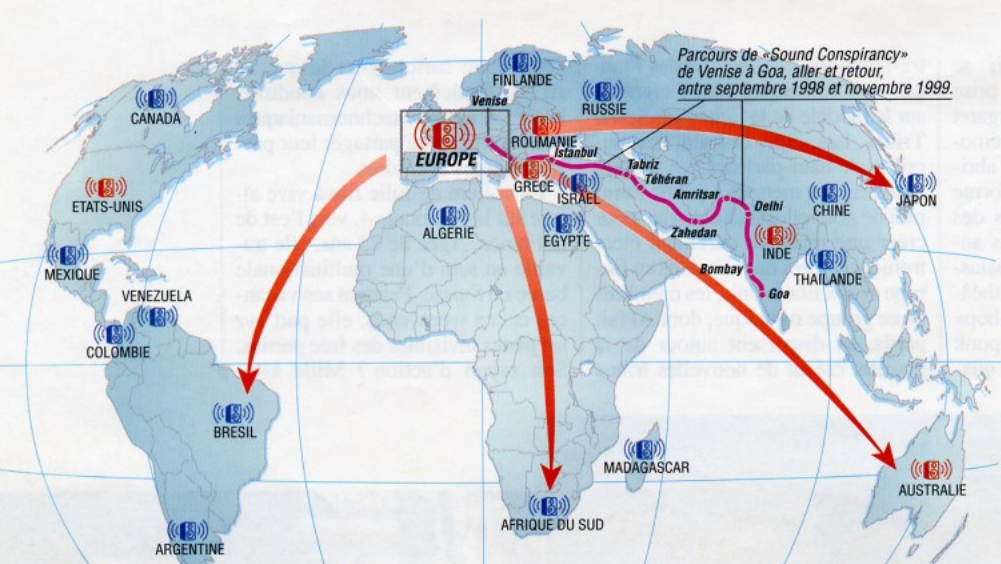 Parcours de «Sound Conspirancy»
de Venise à Goa, aller et retour,
entre septembre 1998 et novembre 1999.
FINLANDE
CANADA
RUSSIE
Venise
EUROPE
ROUMANIE
Istanbul
Tabriz
Téhéran
GRECE
ISRAEL
Amritsar
Delhi
CHINE
JAPON
ETATS-UNIS
ALGERIE
EGYPTE
Zahedan
INDE
MEXIQUE
Bombay
THAILANDE
VENEZUELA
Goa
COLOMBIE
BRESIL
MADAGASCAR
AUSTRALIE
AFRIQUE DU SUD
ARGENTINE